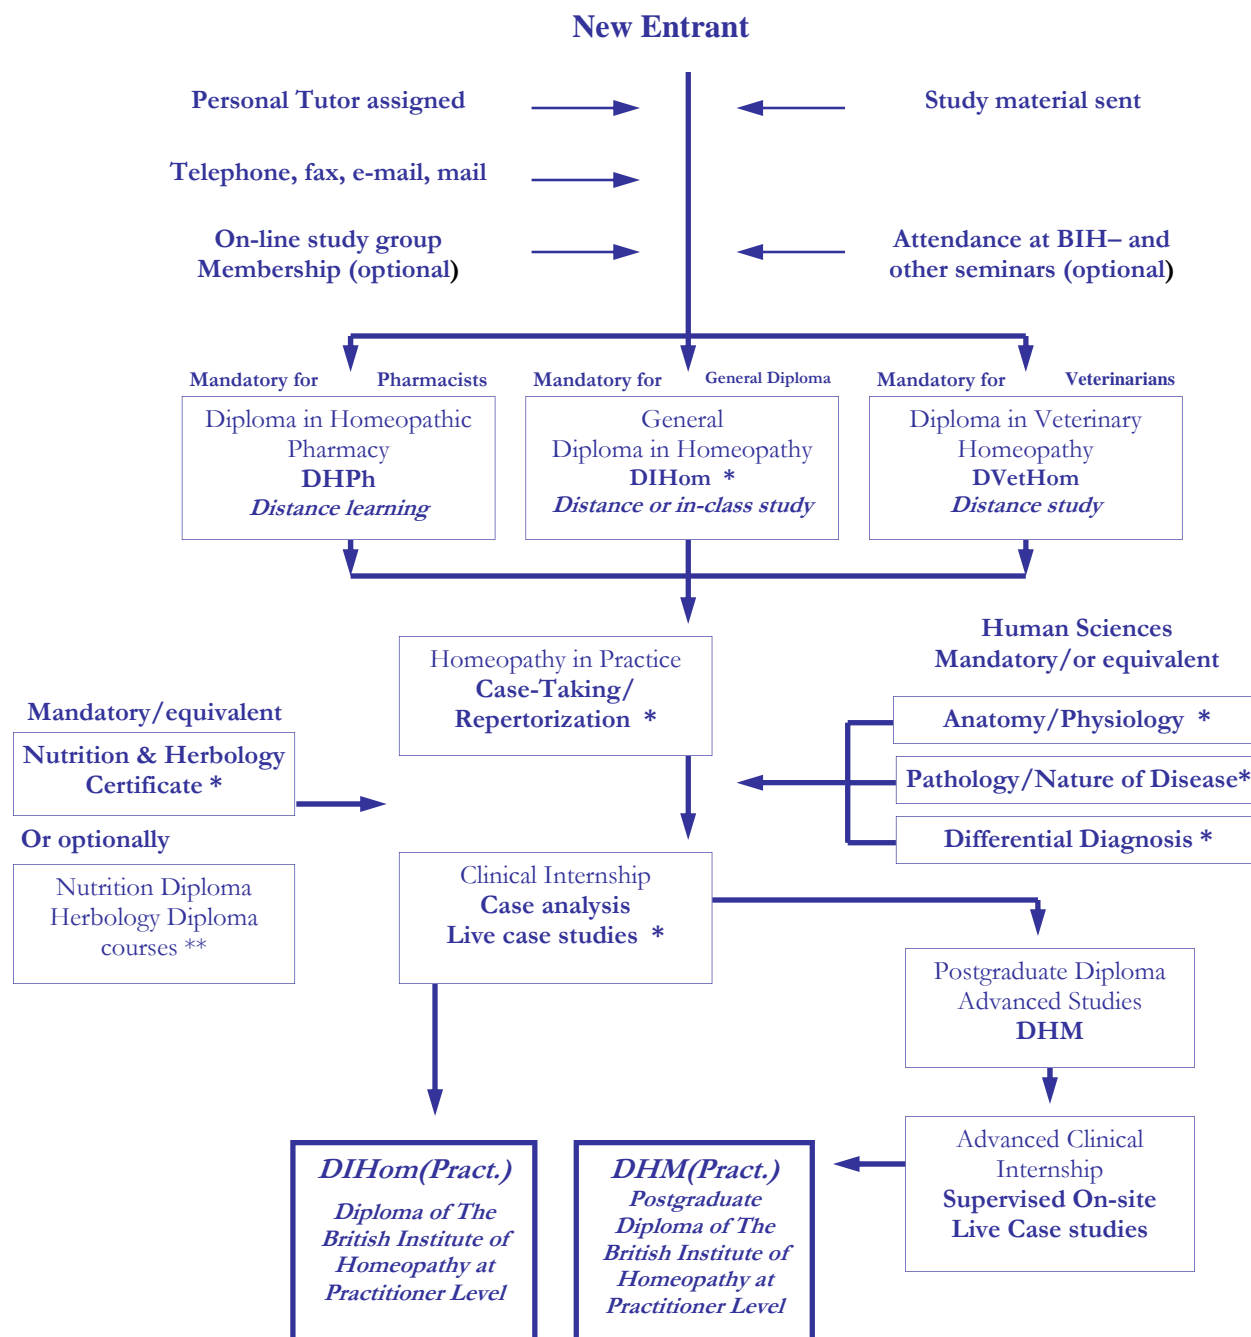 New Entrant
Personal Tutor assigned
Study material sent
Telephone, fax, e-mail, mail
On-line study group
Membership (optional)
Attendance at BIH– and
other seminars (optional)
Mandatory for Pharmacists
Mandatory for General Diploma
Mandatory for Veterinarians
Diploma in Homeopathic
Pharmacy
DHPh
Distance learning
General
Diploma in Homeopathy
DIHom *
Distance or in-class study
Diploma in Veterinary
Homeopathy
DVetHom
Distance study
Homeopathy in Practice
Case-Taking/
Repertorization *
Human Sciences
Mandatory/or equivalent
Anatomy/Physiology *
Pathology/Nature of Disease*
Differential Diagnosis *
Mandatory/equivalent
Nutrition & Herbology
Certificate *
Or optionally
Nutrition Diploma
Herbology Diploma
courses **
Clinical Internship
Case analysis
Live case studies *
Postgraduate Diploma
Advanced Studies
DHM
Advanced Clinical
Internship
Supervised On-site
Live Case studies
DIHom(Pract.)
Diploma of The
British Institute of
Homeopathy at
Practitioner Level
DHM(Pract.)
Postgraduate
Diploma of The
British Institute of
Homeopathy at
Practitioner Level